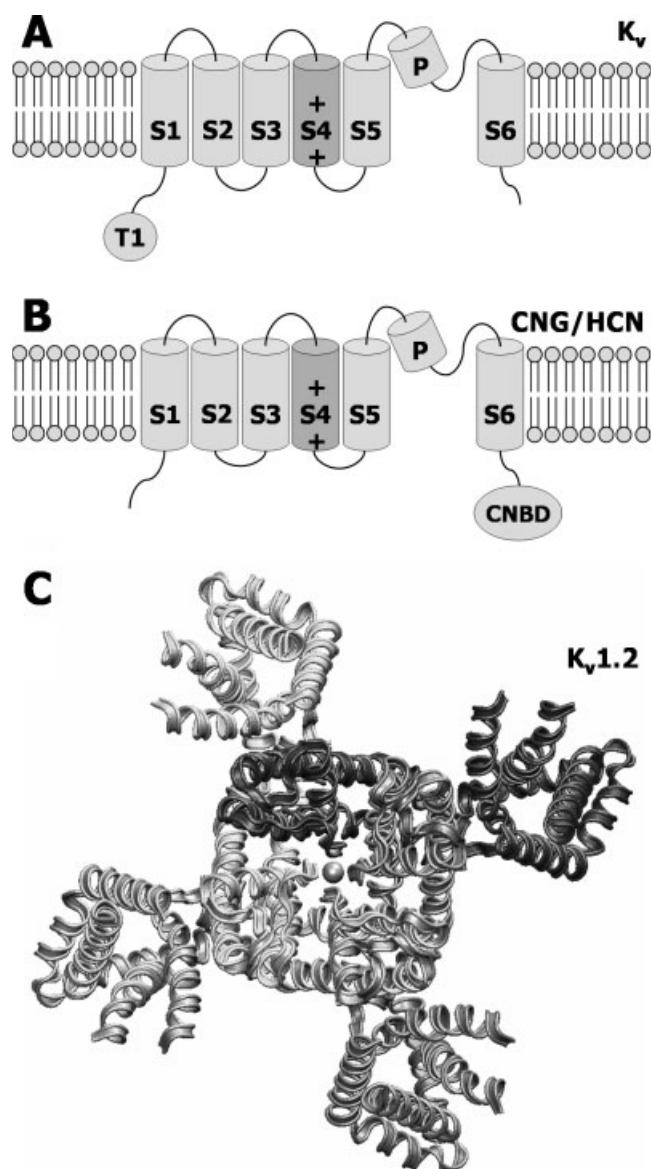 A
Kv
P
S1 S2 S3 + S4 + S5 S6
T1
B
CNG/HCN
P
S1 S2 S3 + S4 + S5 S6
CNBD
C
Kv1.2